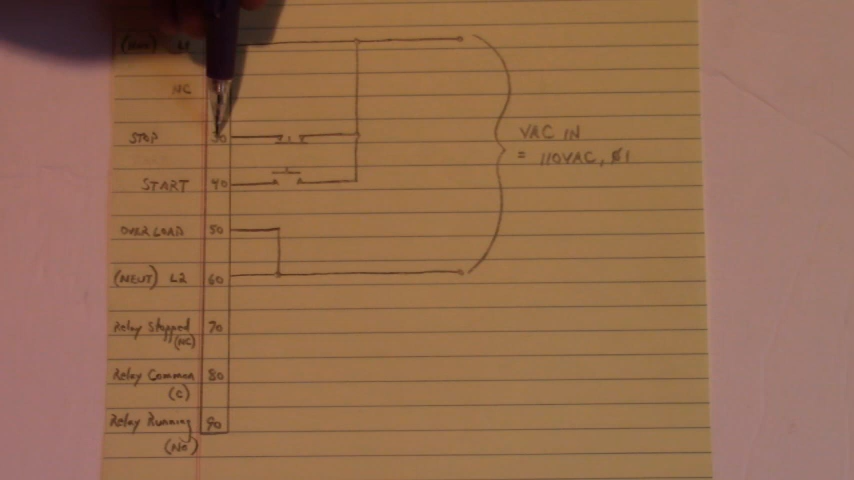 L1
NC
STOP 30
START 40
OVERLOAD 50
(NEUT) L2 60
Relay Stopped 70
(NC)
Relay Common 80
(C)
Relay Running 90
(NO)
VAC IN
= 110VAC, Ø1